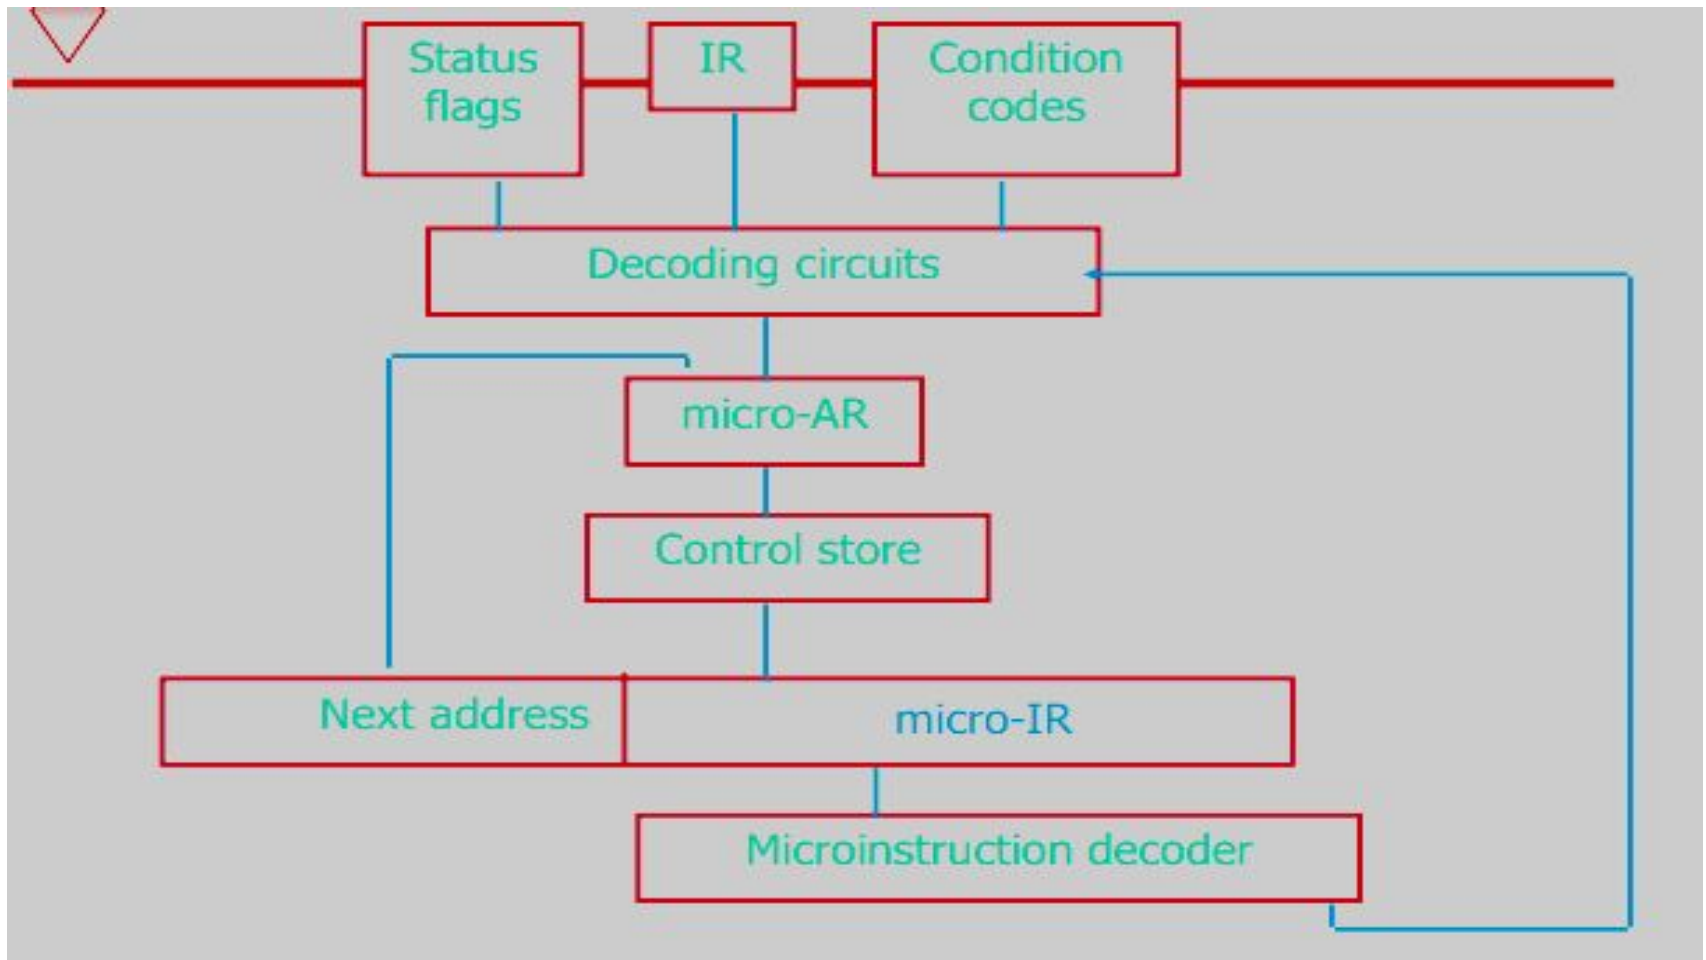 Status
flags
IR
Condition
codes
Decoding circuits
micro-AR
Control store
Next address
micro-IR
Microinstruction decoder